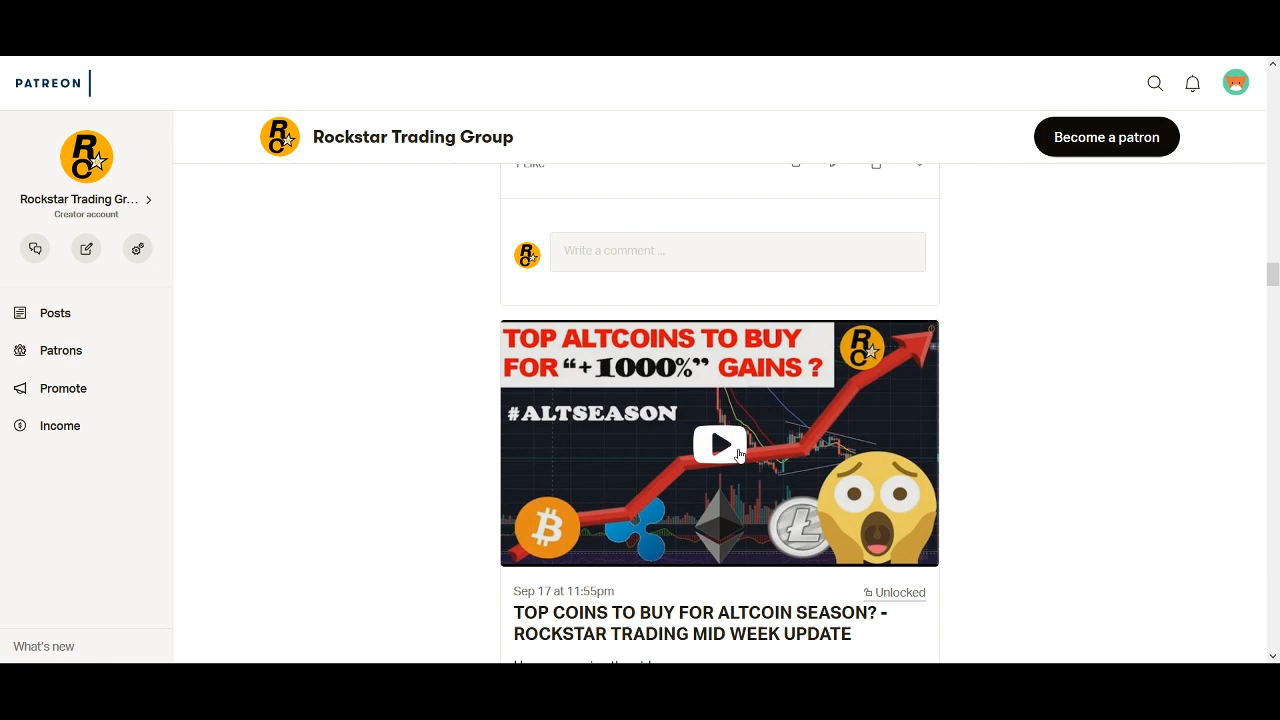 PATREON
Rockstar Trading Group
Become a patron
Rockstar Trading Gr...
Creator account
Posts
Patrons
Promote
Income
What's new
1 Like
Write a comment ...
TOP ALTCOINS TO BUY
FOR “+1000%” GAINS ?
#ALTSEASON
Sep 17 at 11:55pm
Unlocked
TOP COINS TO BUY FOR ALTCOIN SEASON? -
ROCKSTAR TRADING MID WEEK UPDATE